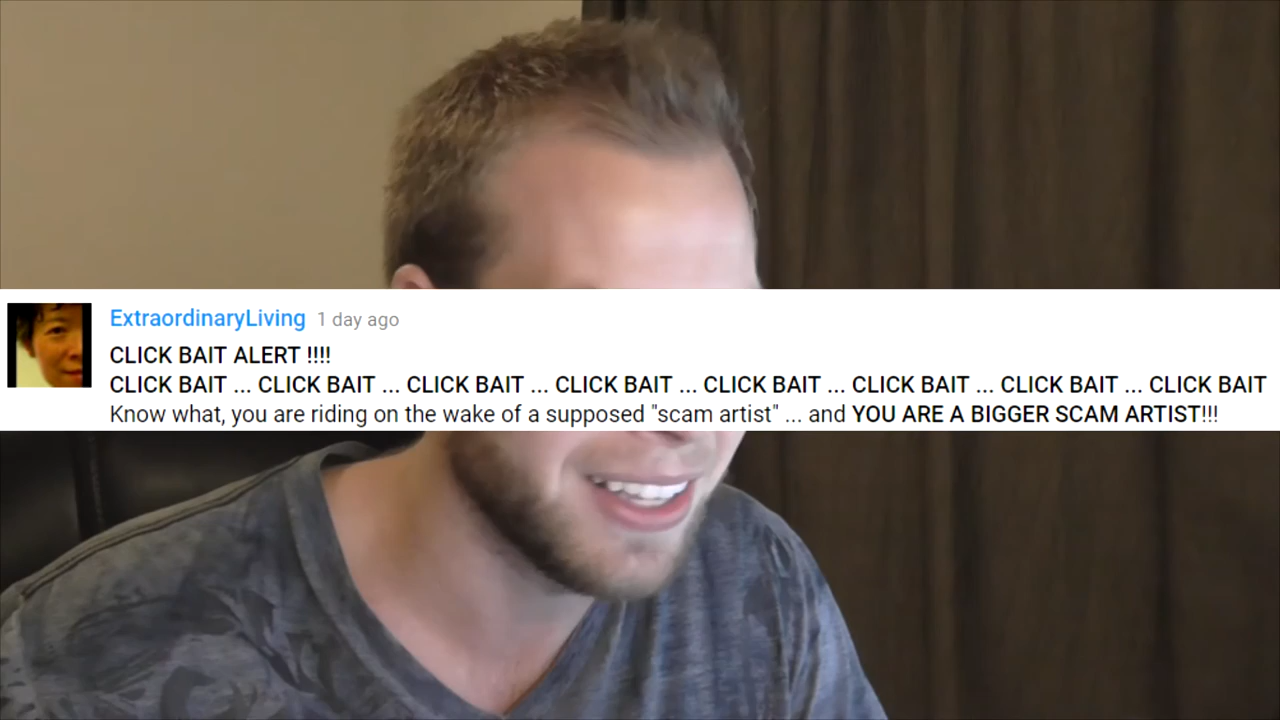 ExtraordinaryLiving 1 day ago
CLICK BAIT ALERT !!!!
CLICK BAIT ... CLICK BAIT ... CLICK BAIT ... CLICK BAIT ... CLICK BAIT ... CLICK BAIT ... CLICK BAIT ... CLICK BAIT
Know what, you are riding on the wake of a supposed "scam artist" ... and YOU ARE A BIGGER SCAM ARTIST!!!